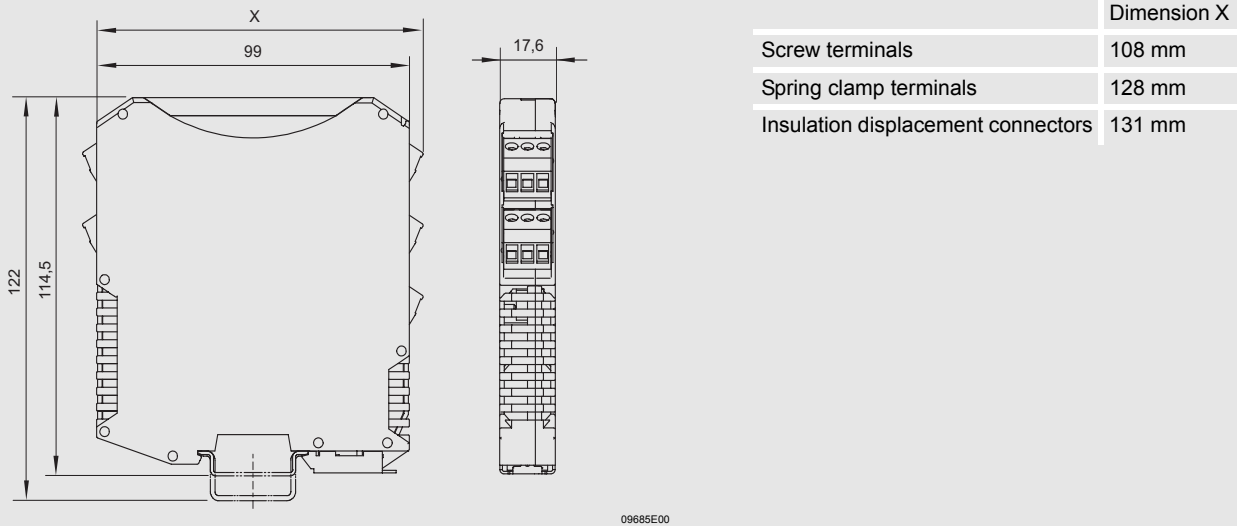 X
99
17,6
122
114,5
Dimension X
Screw terminals 108 mm
Spring clamp terminals 128 mm
Insulation displacement connectors 131 mm
09685E00